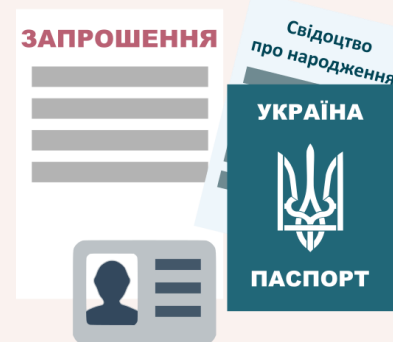 ЗАПРОШЕННЯ
Свідоцтво
про народження
УКРАЇНА
ПАСПОРТ